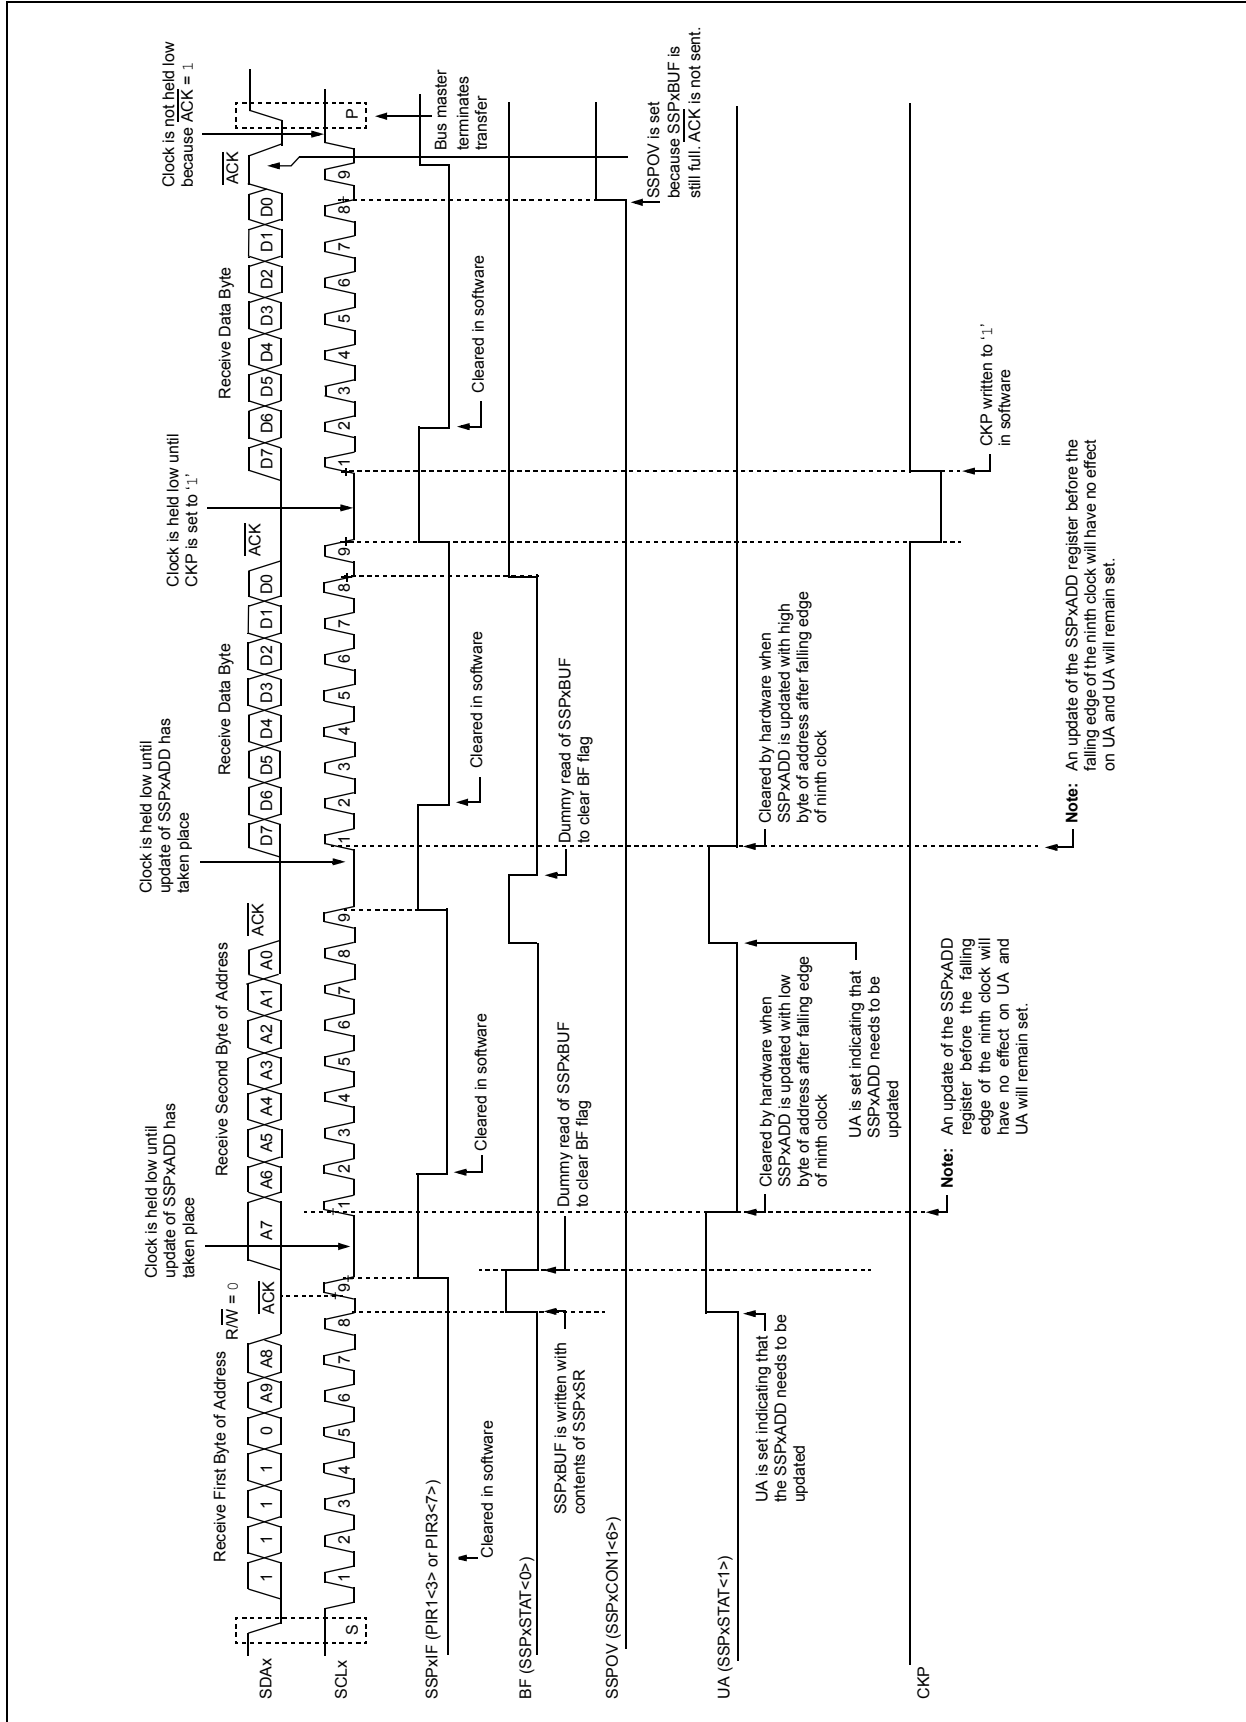 Receive First Byte of Address
R/W = 0
ACK
Clock is held low until
update of SSPxADD has
taken place
Receive Second Byte of Address
ACK
Clock is held low until
update of SSPxADD has
taken place
Receive Data Byte
ACK
Clock is held low until
CKP is set to ‘1’
Receive Data Byte
ACK
Clock is not held low
because ACK = 1
SDAx
1 1 1 1 0 A9 A8
A7 A6 A5 A4 A3 A2 A1 A0
D7 D6 D5 D4 D3 D2 D1 D0
D7 D6 D5 D4 D3 D2 D1 D0
SCLx
S
1 2 3 4 5 6 7 8 9
1 2 3 4 5 6 7 8 9
1 2 3 4 5 6 7 8 9
1 2 3 4 5 6 7 8 9
P
Bus master
terminates
transfer
SSPxIF (PIR1<3> or PIR3<7>)
Cleared in software
Cleared in software
Cleared in software
Cleared in software
BF (SSPxSTAT<0>)
SSPxBUF is written with
contents of SSPxSR
Dummy read of SSPxBUF
to clear BF flag
Dummy read of SSPxBUF
to clear BF flag
SSPOV (SSPxCON1<6>)
SSPOV is set
because SSPxBUF is
still full. ACK is not sent.
UA (SSPxSTAT<1>)
UA is set indicating that
the SSPxADD needs to be
updated
Cleared by hardware when
SSPxADD is updated with low
byte of address after falling edge
of ninth clock
UA is set indicating that
SSPxADD needs to be
updated
Cleared by hardware when
SSPxADD is updated with high
byte of address after falling edge
of ninth clock
CKP
CKP written to ‘1’
in software
Note: An update of the SSPxADD
register before the falling
edge of the ninth clock will
have no effect on UA and
UA will remain set.
Note: An update of the SSPxADD register before the
falling edge of the ninth clock will have no effect
on UA and UA will remain set.